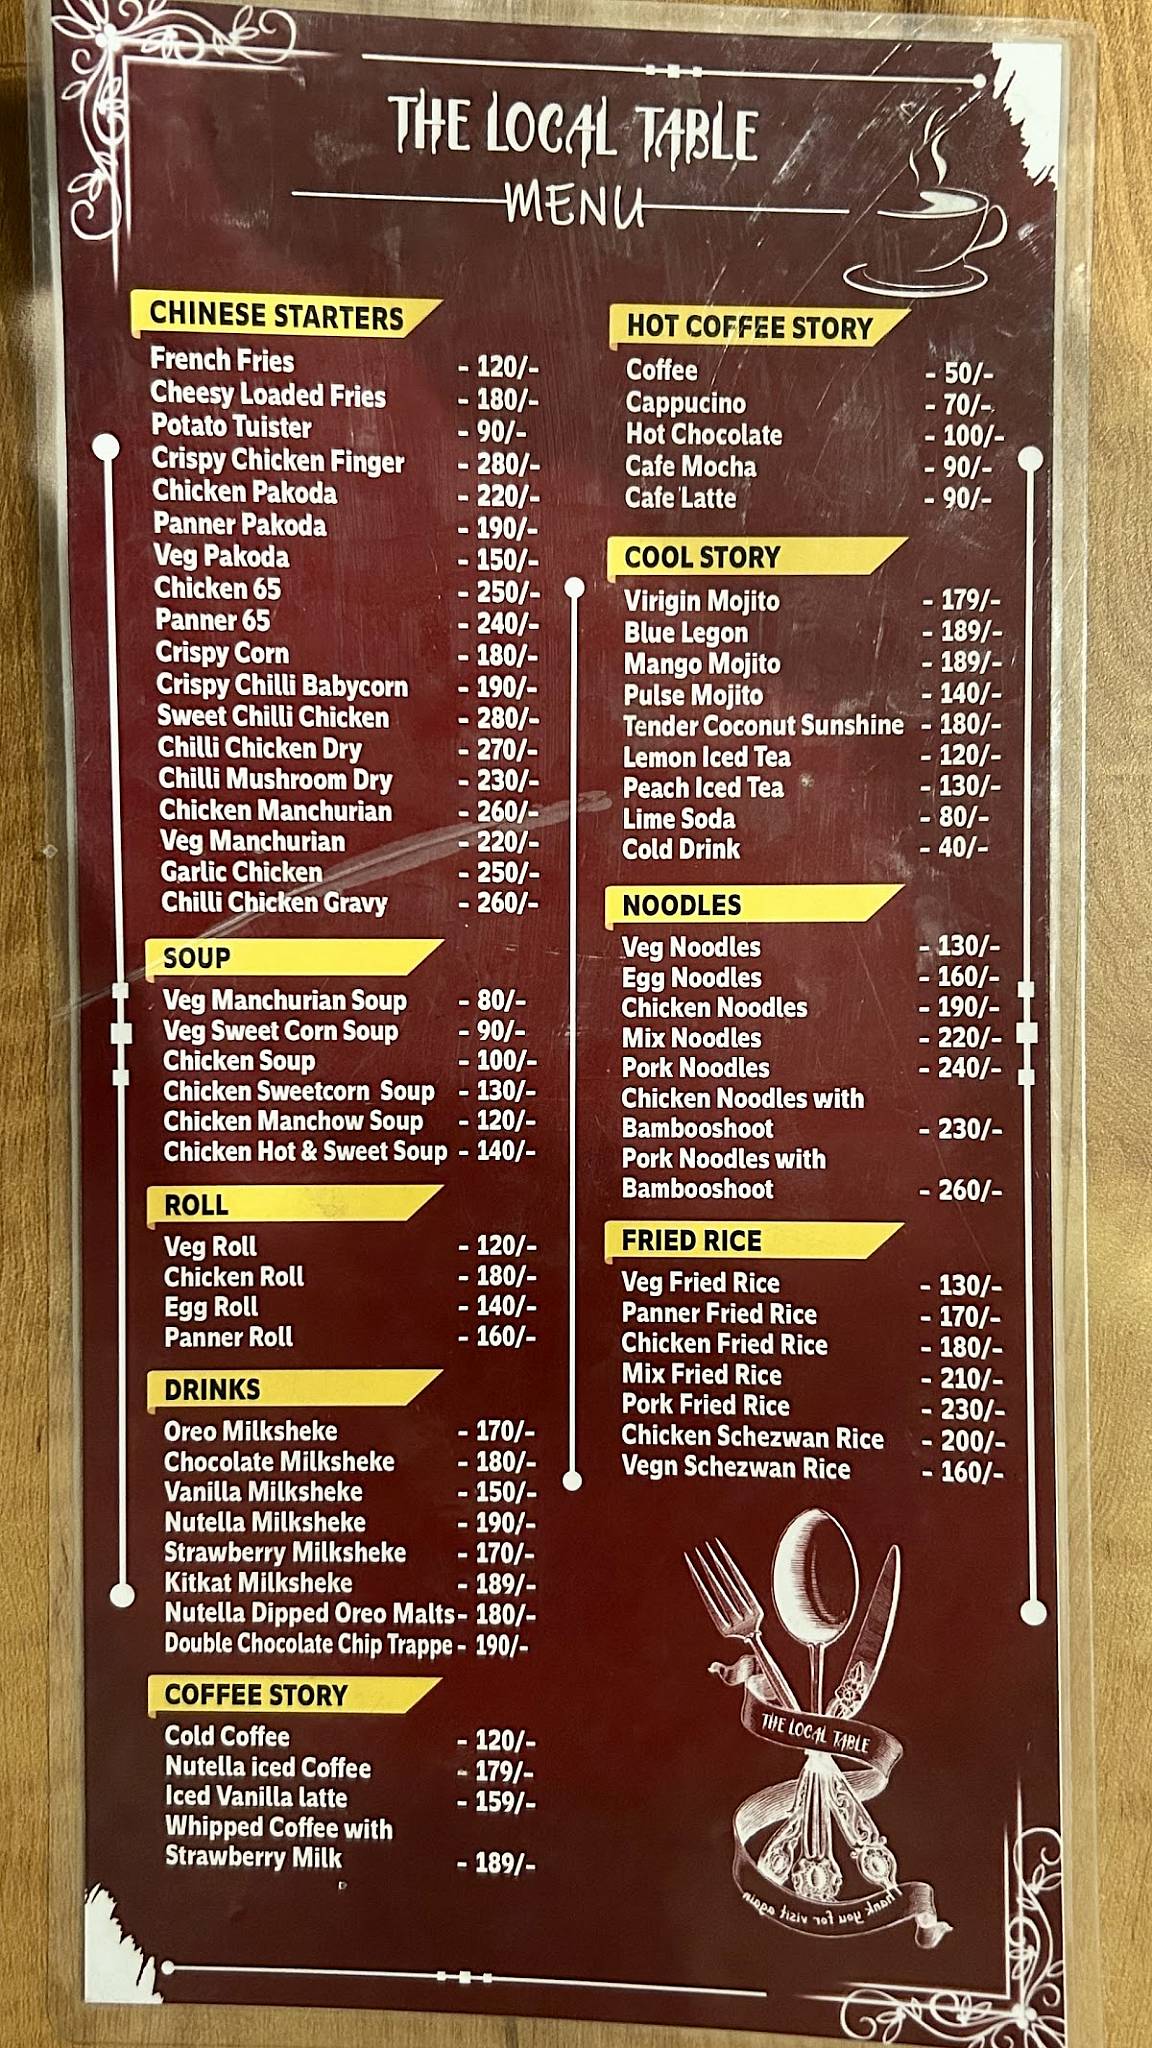 THE LOCAL TABLE
MENU
CHINESE STARTERS
French Fries - 120/-
Cheesy Loaded Fries - 180/-
Potato Tuister - 90/-
Crispy Chicken Finger - 280/-
Chicken Pakoda - 220/-
Panner Pakoda - 190/-
Veg Pakoda - 150/-
Chicken 65 - 250/-
Panner 65 - 240/-
Crispy Corn - 180/-
Crispy Chilli Babycorn - 190/-
Sweet Chilli Chicken - 280/-
Chilli Chicken Dry - 270/-
Chilli Mushroom Dry - 230/-
Chicken Manchurian - 260/-
Veg Manchurian - 220/-
Garlic Chicken - 250/-
Chilli Chicken Gravy - 260/-
SOUP
Veg Manchurian Soup - 80/-
Veg Sweet Corn Soup - 90/-
Chicken Soup - 100/-
Chicken Sweetcorn Soup - 130/-
Chicken Manchow Soup - 120/-
Chicken Hot & Sweet Soup - 140/-
ROLL
Veg Roll - 120/-
Chicken Roll - 180/-
Egg Roll - 140/-
Panner Roll - 160/-
DRINKS
Oreo Milksheke - 170/-
Chocolate Milksheke - 180/-
Vanilla Milksheke - 150/-
Nutella Milksheke - 190/-
Strawberry Milksheke - 170/-
Kitkat Milksheke - 189/-
Nutella Dipped Oreo Malts - 180/-
Double Chocolate Chip Trappe - 190/-
COFFEE STORY
Cold Coffee - 120/-
Nutella iced Coffee - 179/-
Iced Vanilla latte - 159/-
Whipped Coffee with
Strawberry Milk - 189/-
HOT COFFEE STORY
Coffee - 50/-
Cappucino - 70/-
Hot Chocolate - 100/-
Cafe Mocha - 90/-
Cafe Latte - 90/-
COOL STORY
Virigin Mojito - 179/-
Blue Legon - 189/-
Mango Mojito - 189/-
Pulse Mojito - 140/-
Tender Coconut Sunshine - 180/-
Lemon Iced Tea - 120/-
Peach Iced Tea - 130/-
Lime Soda - 80/-
Cold Drink - 40/-
NOODLES
Veg Noodles - 130/-
Egg Noodles - 160/-
Chicken Noodles - 190/-
Mix Noodles - 220/-
Pork Noodles - 240/-
Chicken Noodles with
Bambooshoot - 230/-
Pork Noodles with
Bambooshoot - 260/-
FRIED RICE
Veg Fried Rice - 130/-
Panner Fried Rice - 170/-
Chicken Fried Rice - 180/-
Mix Fried Rice - 210/-
Pork Fried Rice - 230/-
Chicken Schezwan Rice - 200/-
Vegn Schezwan Rice - 160/-
THE LOCAL TABLE
Thank you for visit again